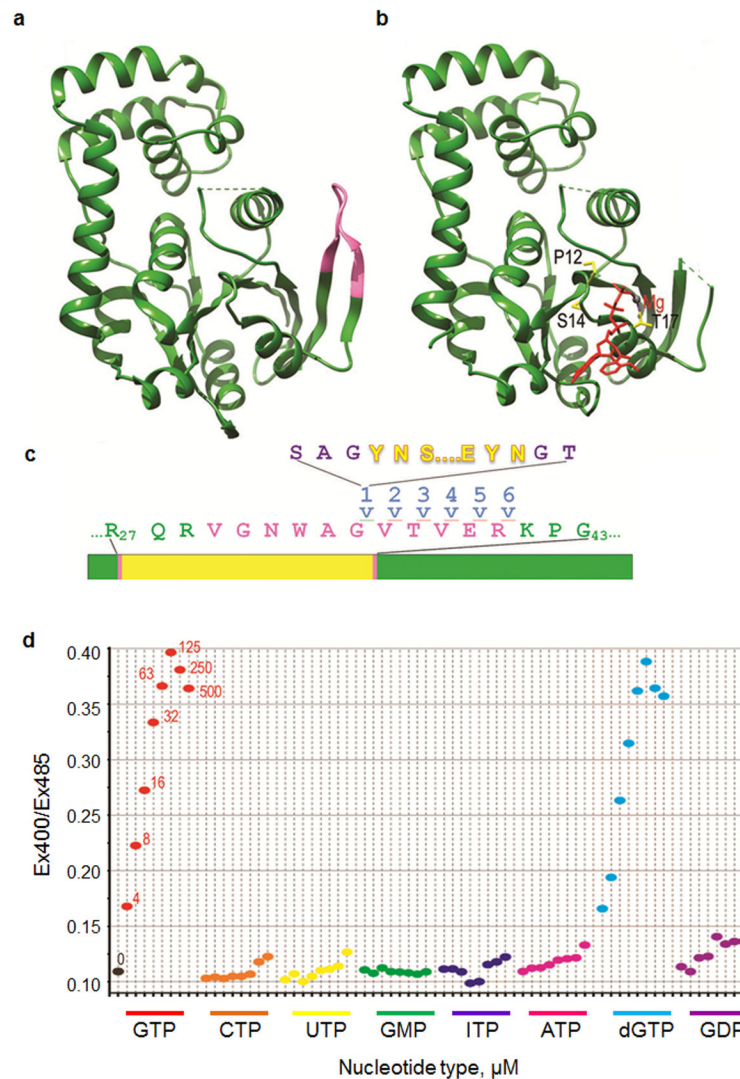 a
b
P12
Mg
S14
T17
c
S A G Y N S....E Y N G T
1 2 3 4 5 6
V V V V V V
...R27 Q R V G N W A G V T V E R K P G43...
d
Ex400/Ex485
0.40
0.35
0.30
0.25
0.20
0.15
0.10
0
4
8
16
32
63
125
250
500
GTP CTP UTP GMP ITP ATP dGTP GDP
Nucleotide type, µM